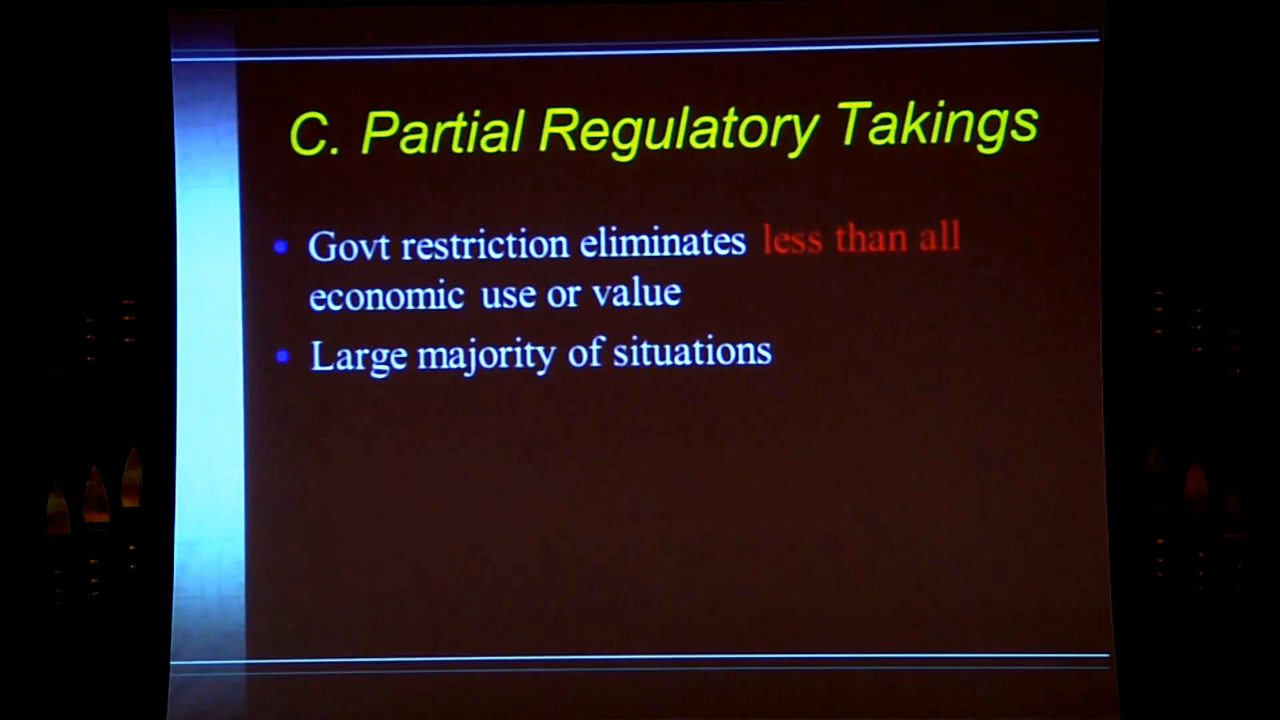 C. Partial Regulatory Takings
• Govt restriction eliminates less than all
economic use or value
• Large majority of situations